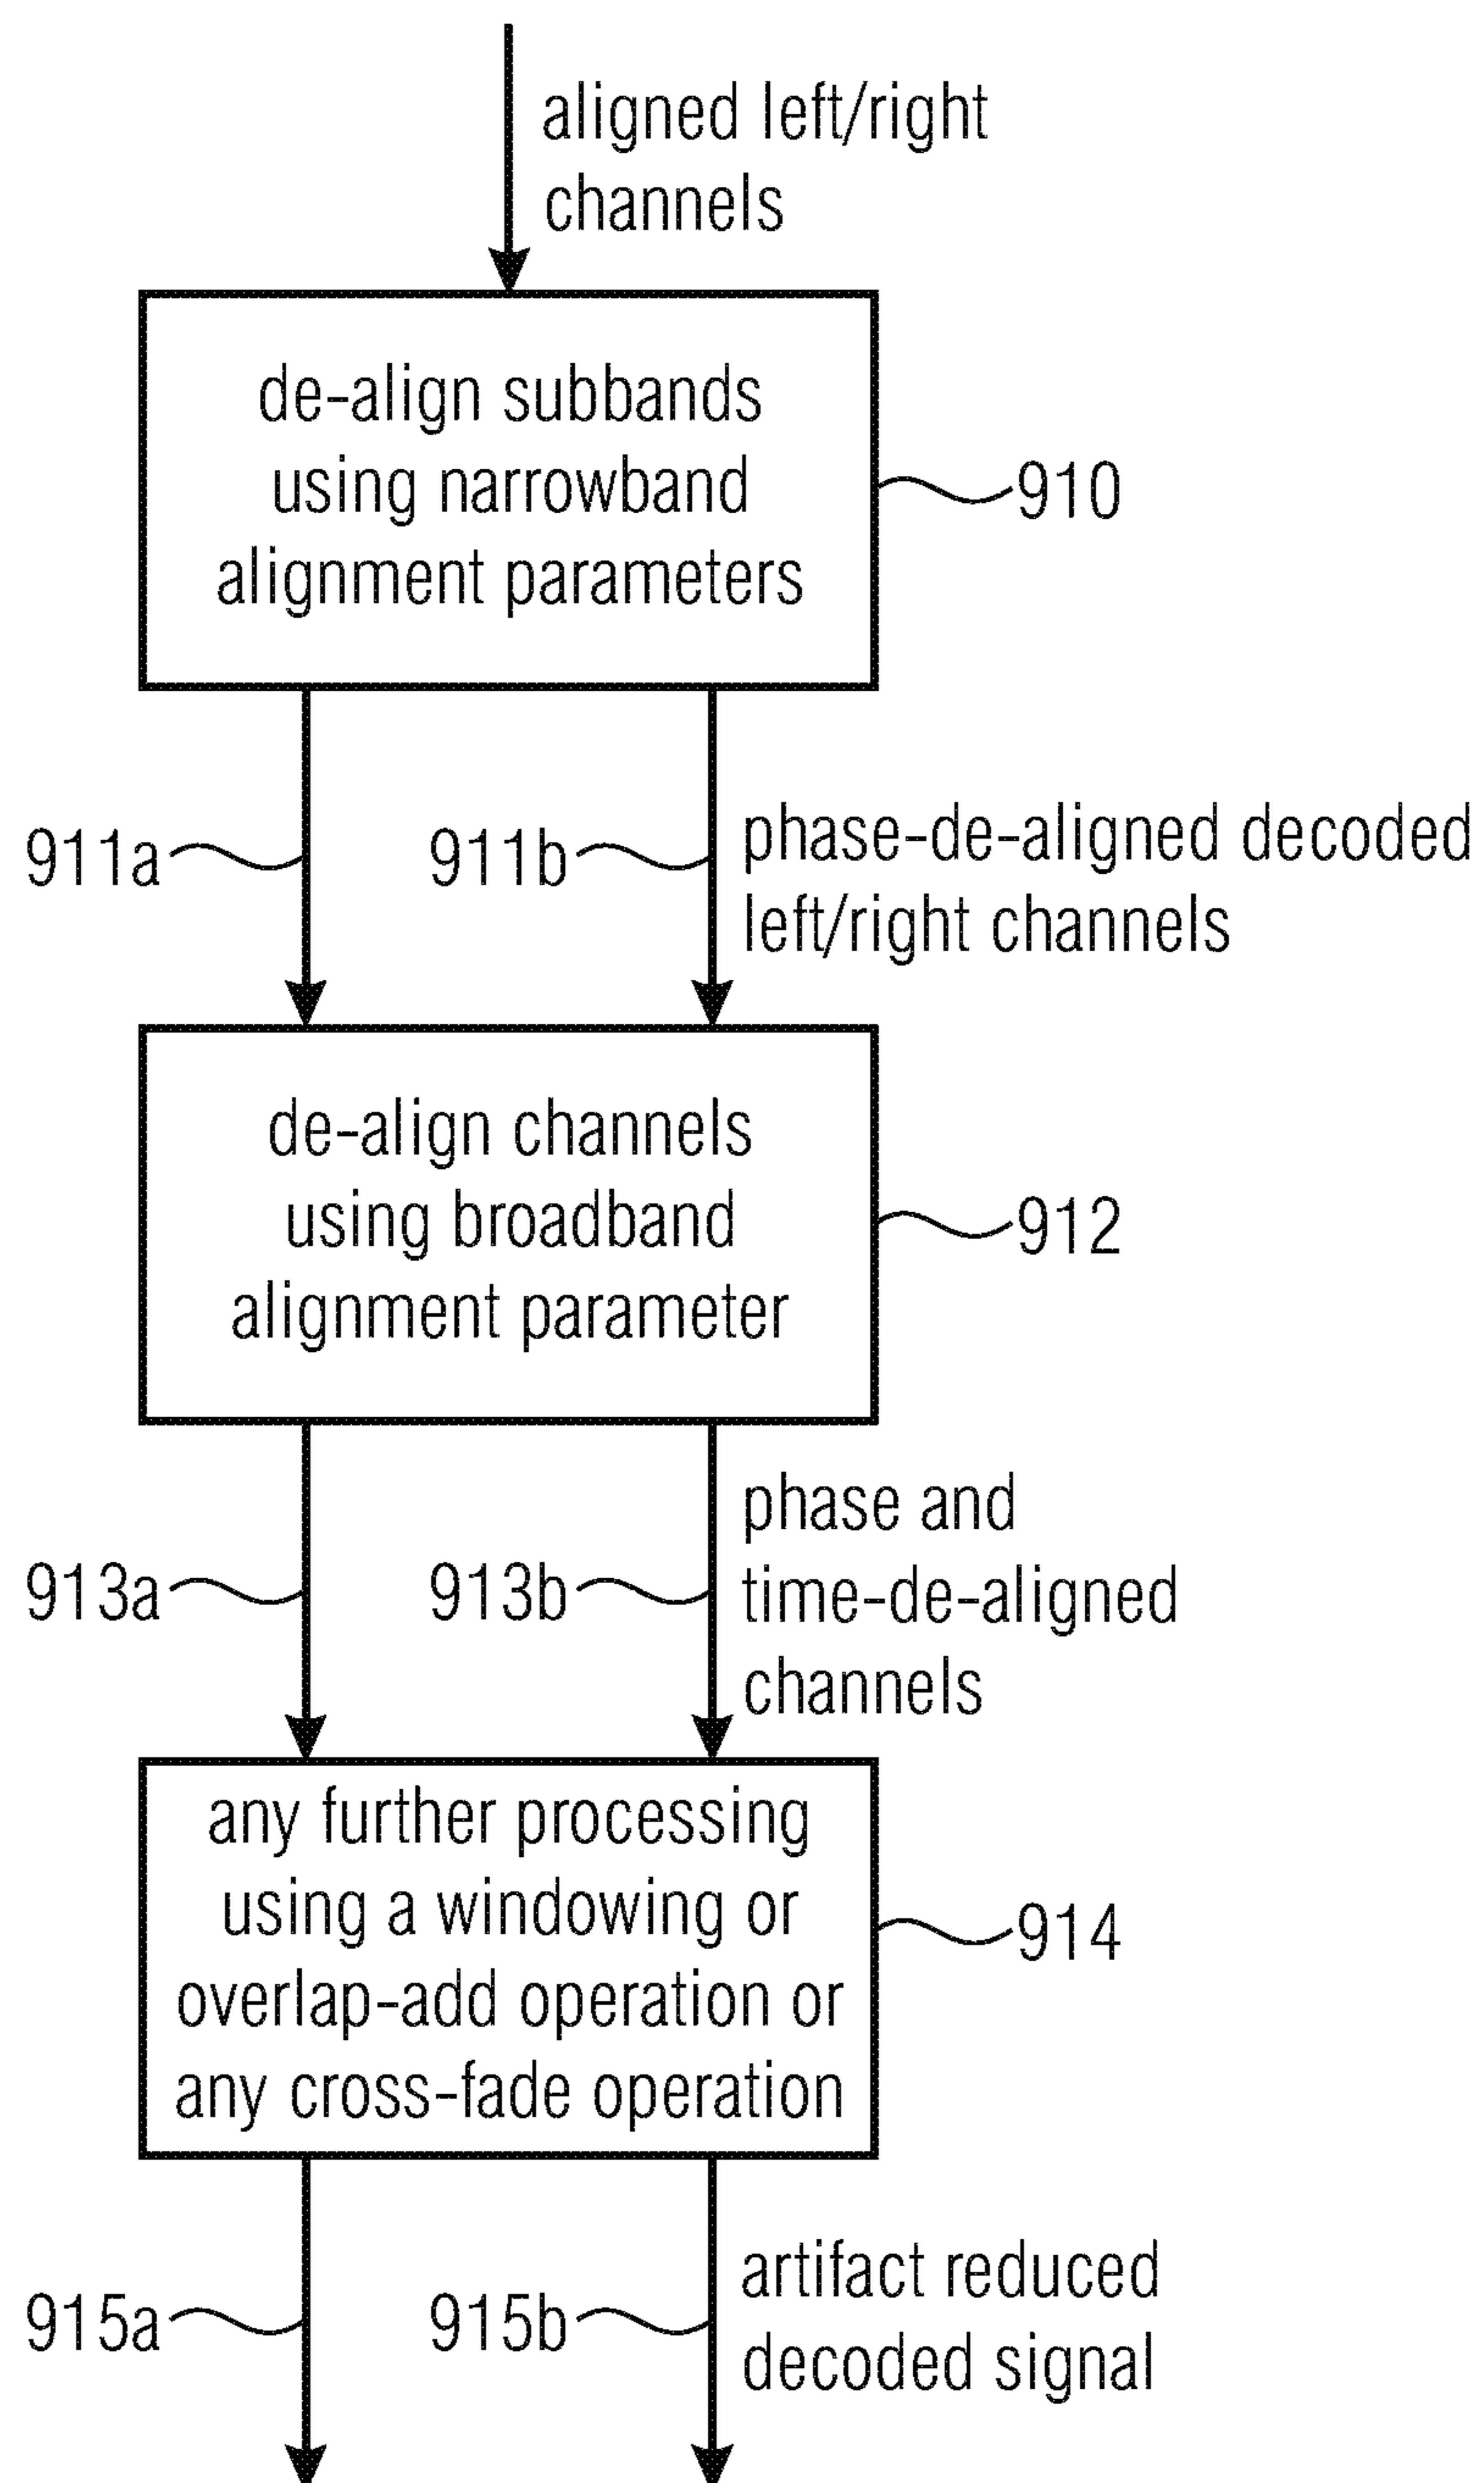 aligned left/right
channels
de-align subbands
using narrowband
alignment parameters
910
911a
911b
phase-de-aligned decoded
left/right channels
de-align channels
using broadband
alignment parameter
912
913a
913b
phase and
time-de-aligned
channels
any further processing
using a windowing or
overlap-add operation or
any cross-fade operation
914
915a
915b
artifact reduced
decoded signal